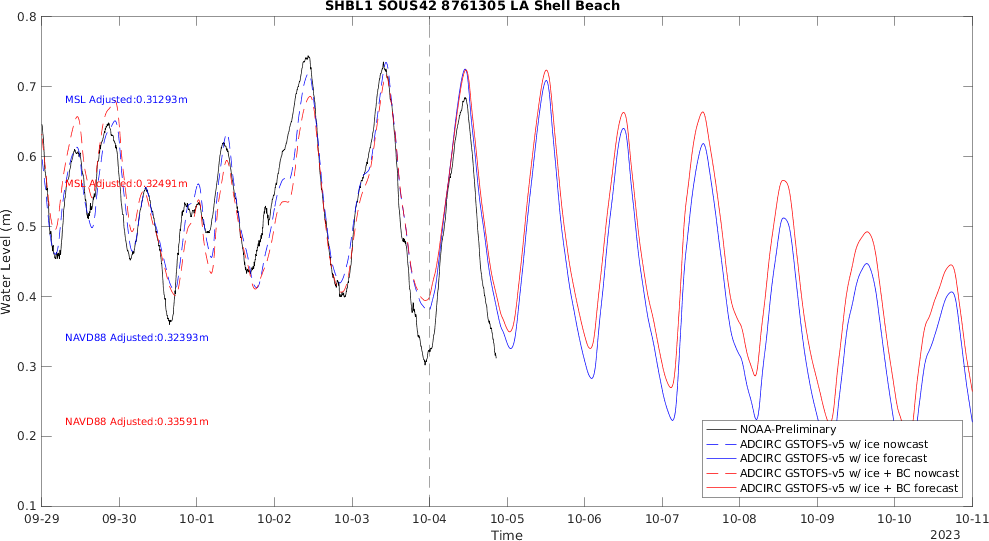 SHBL1 SOUS42 8761305 LA Shell Beach
Water Level (m)
0.8
0.7
0.6
0.5
0.4
0.3
0.2
0.1
MSL Adjusted:0.31293m
MSL Adjusted:0.32491m
NAVD88 Adjusted:0.32393m
NAVD88 Adjusted:0.33591m
NOAA-Preliminary
ADCIRC GSTOFS-v5 w/ ice nowcast
ADCIRC GSTOFS-v5 w/ ice forecast
ADCIRC GSTOFS-v5 w/ ice + BC nowcast
ADCIRC GSTOFS-v5 w/ ice + BC forecast
09-29 09-30 10-01 10-02 10-03 10-04 10-05 10-06 10-07 10-08 10-09 10-10 10-11
Time
2023